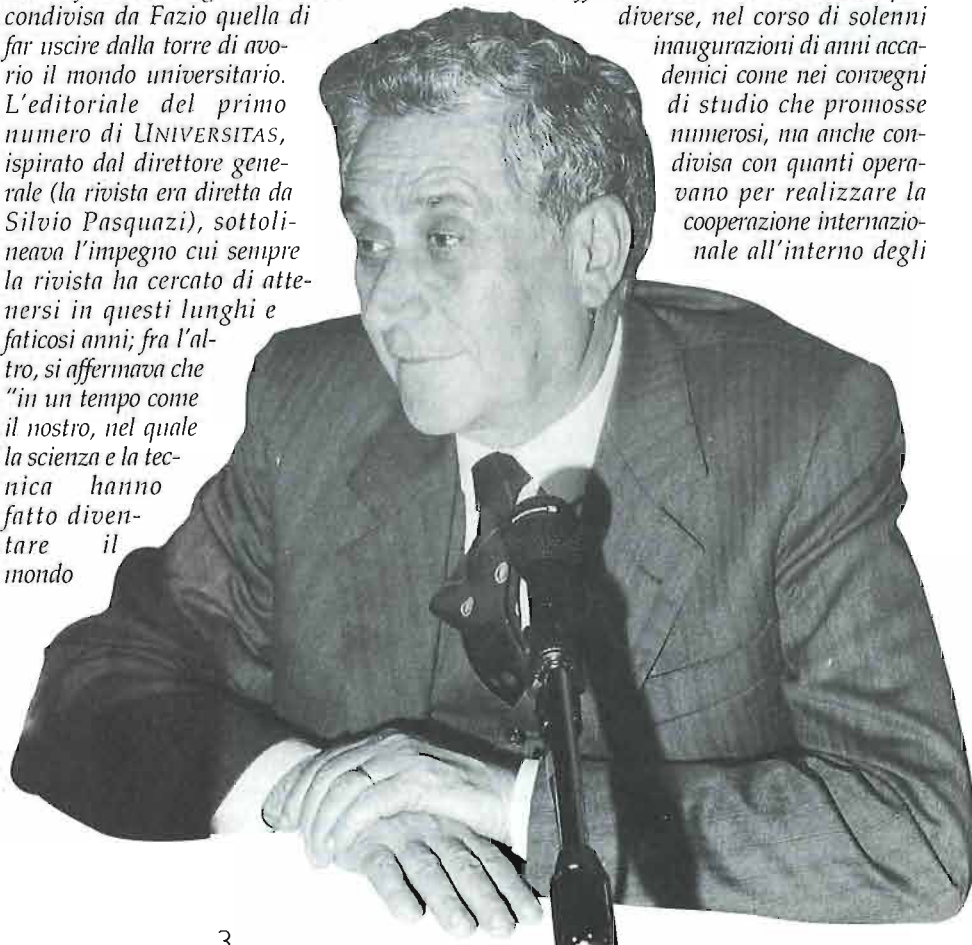 condivisa da Fazio quella di
far uscire dalla torre di avo-
rio il mondo universitario.
L'editoriale del primo
numero di UNIVERSITAS,
ispirato dal direttore gene-
rale (la rivista era diretta da
Silvio Pasquazi), sottoli-
neava l'impegno cui sempre
la rivista ha cercato di atte-
nersi in questi lunghi e
faticosi anni; fra l'al-
tro, si affermava che
"in un tempo come
il nostro, nel quale
la scienza e la tec-
nica hanno
fatto diven-
tare il
mondo
diverse, nel corso di solenni
inaugurazioni di anni acca-
demici come nei convegni
di studio che promosse
numerosi, ma anche con-
divisa con quanti opera-
vano per realizzare la
cooperazione internazio-
nale all'interno degli
3